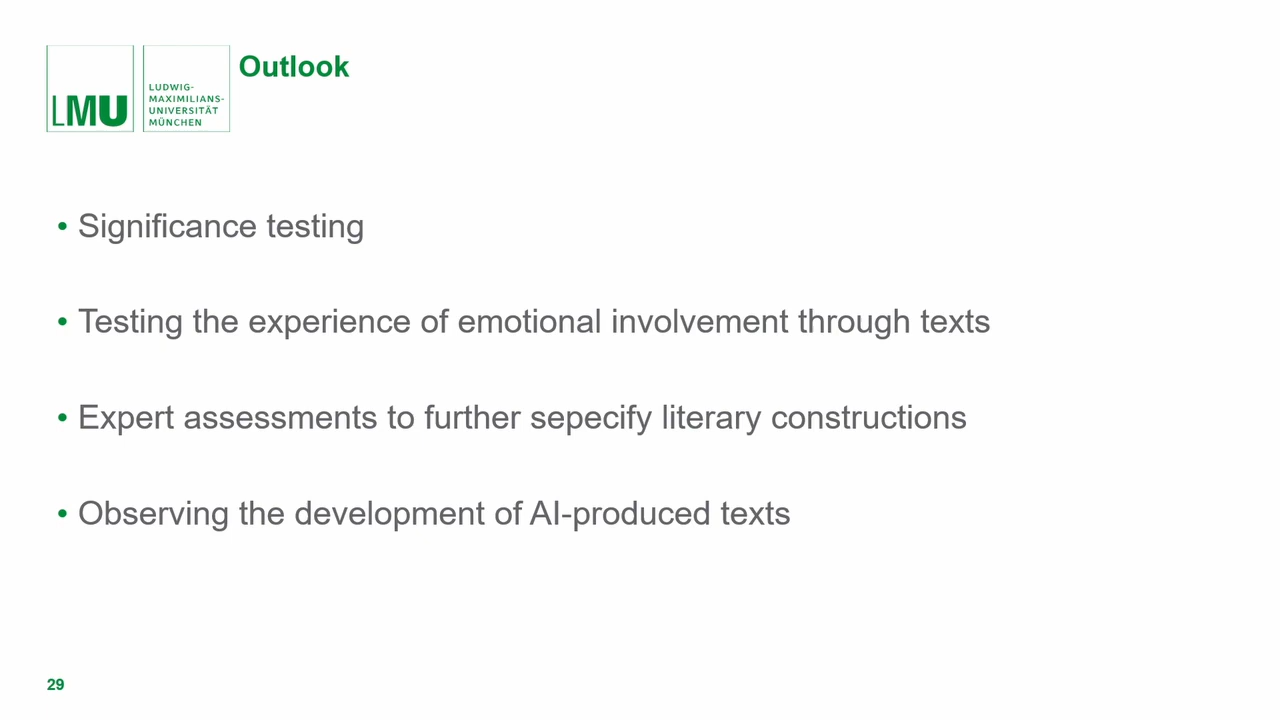 LMU
LUDWIG-
MAXIMILIANS-
UNIVERSITÄT
MÜNCHEN
Outlook
• Significance testing
• Testing the experience of emotional involvement through texts
• Expert assessments to further sepecify literary constructions
• Observing the development of AI-produced texts
29